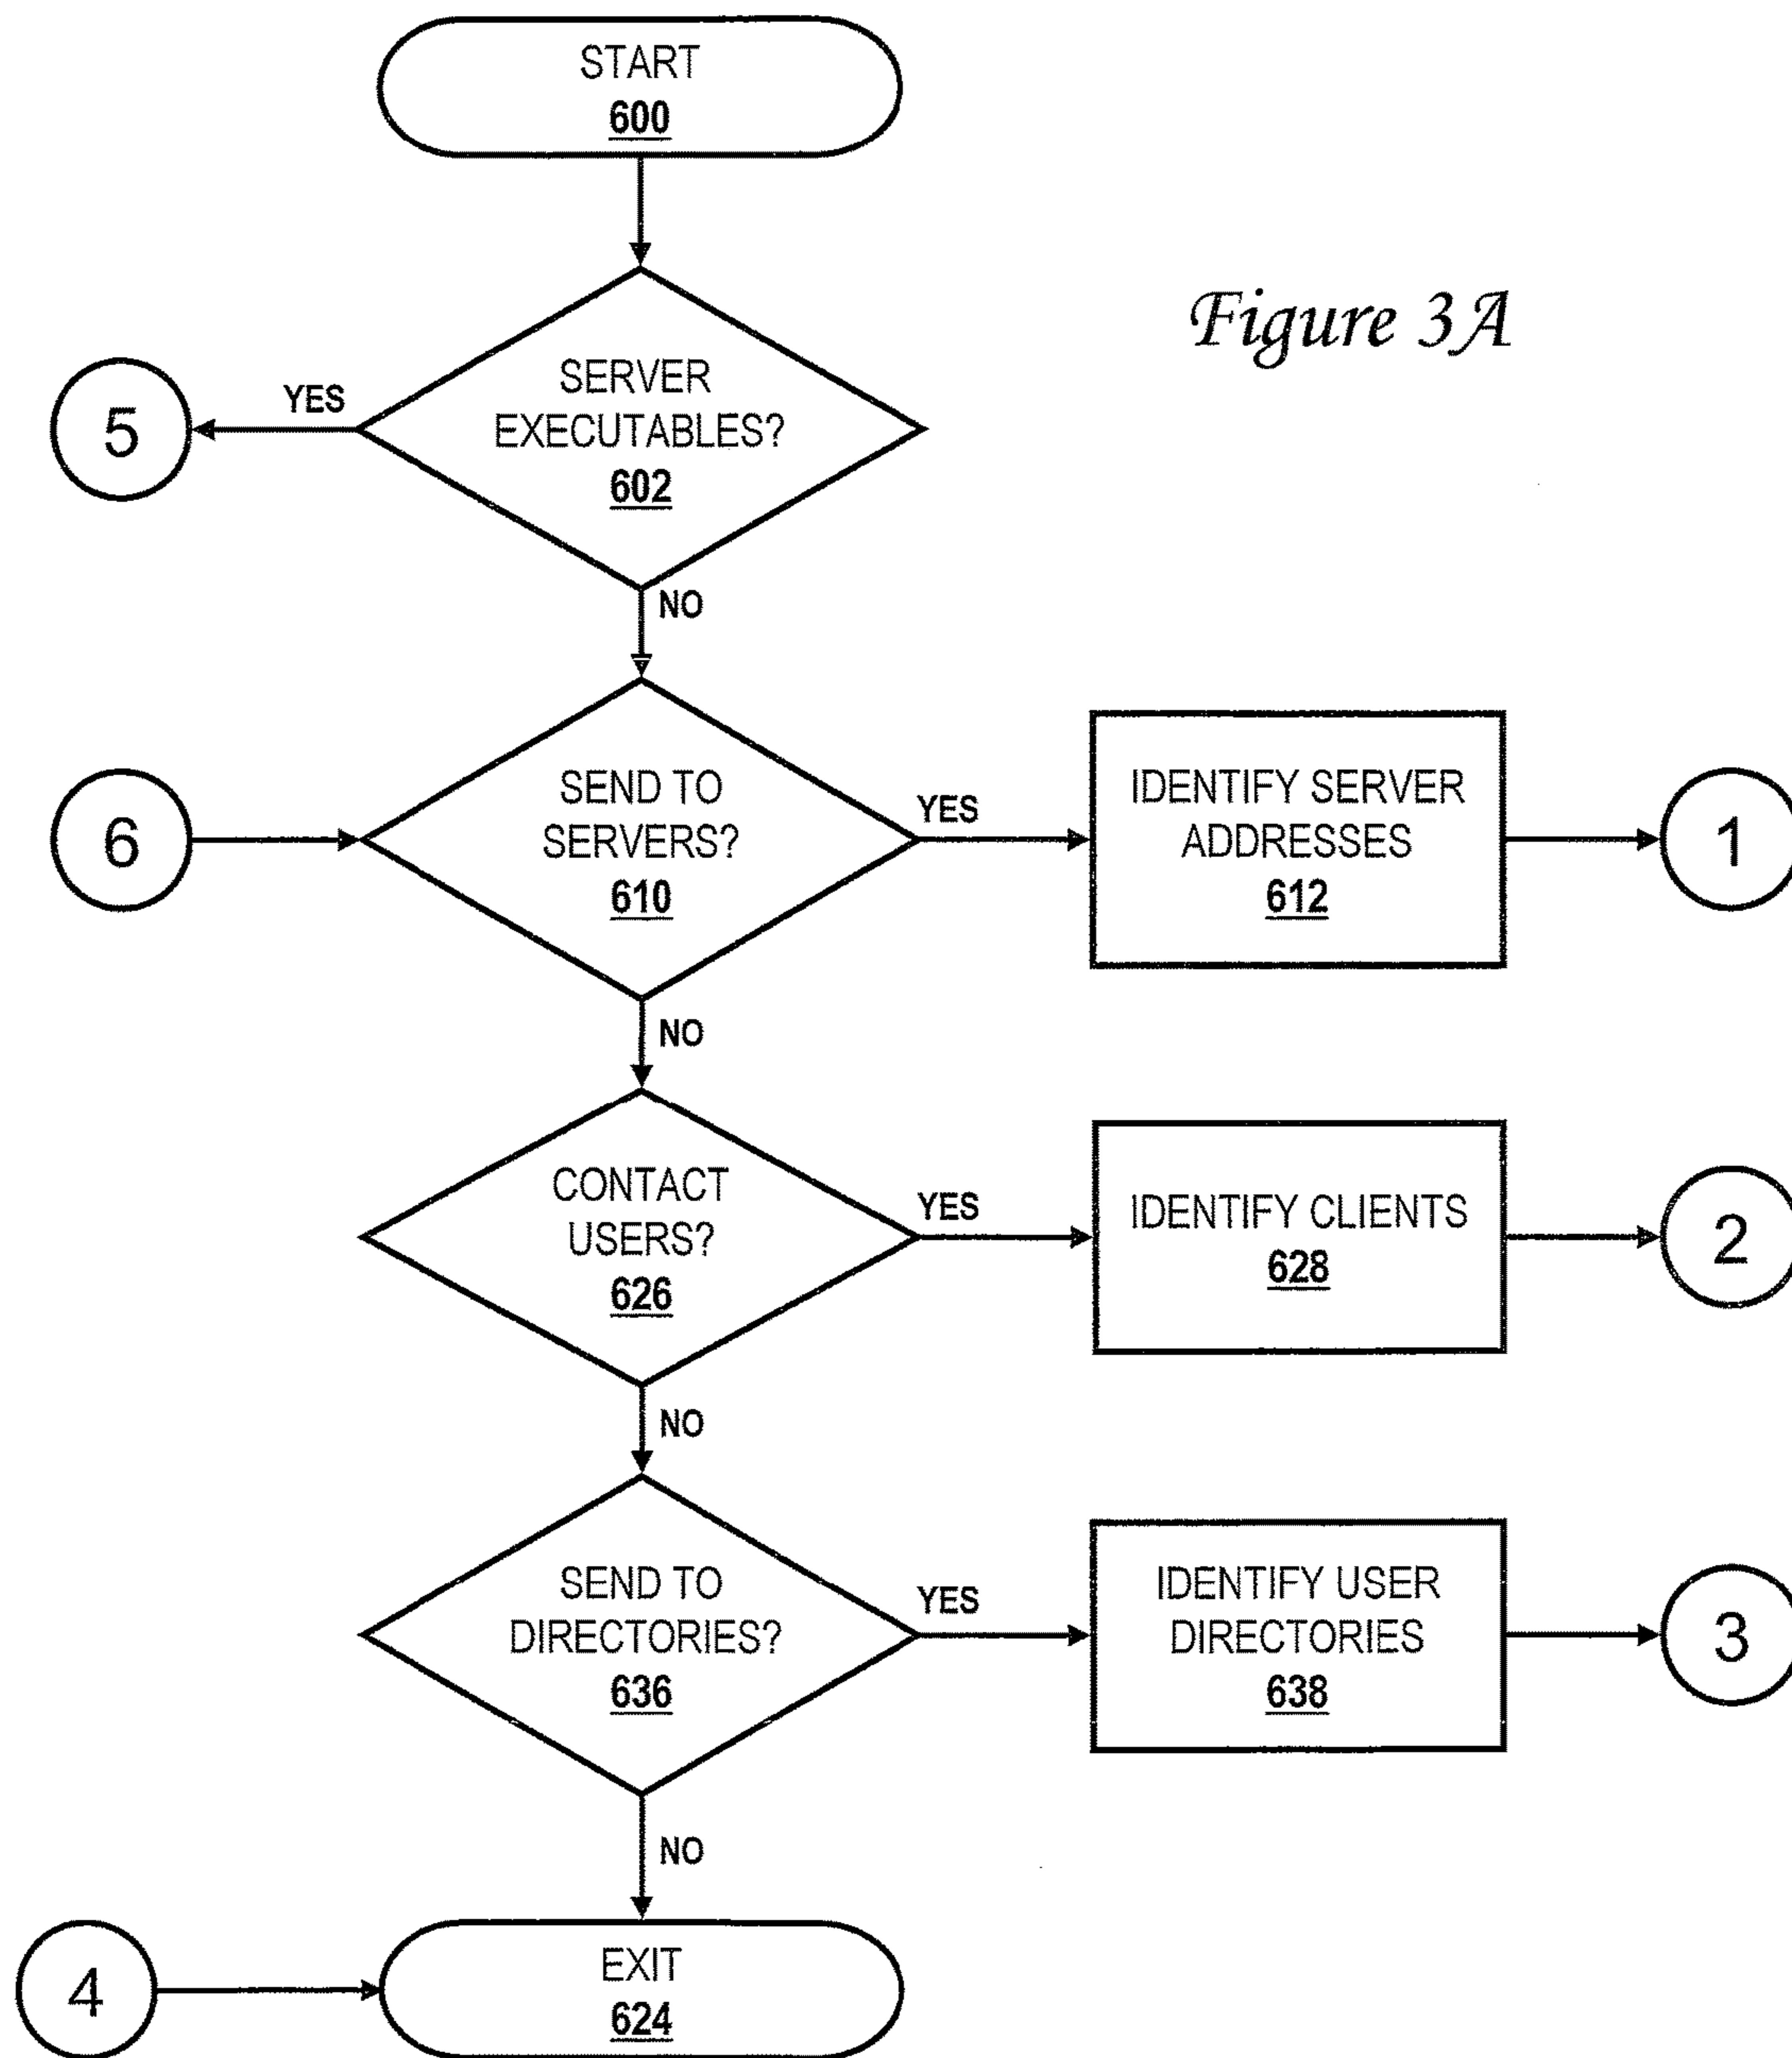 START
600
Figure 3A
SERVER
EXECUTABLES?
602
YES
5
NO
6
SEND TO
SERVERS?
610
YES
IDENTIFY SERVER
ADDRESSES
612
1
NO
CONTACT
USERS?
626
YES
IDENTIFY CLIENTS
628
2
NO
SEND TO
DIRECTORIES?
636
YES
IDENTIFY USER
DIRECTORIES
638
3
NO
4
EXIT
624